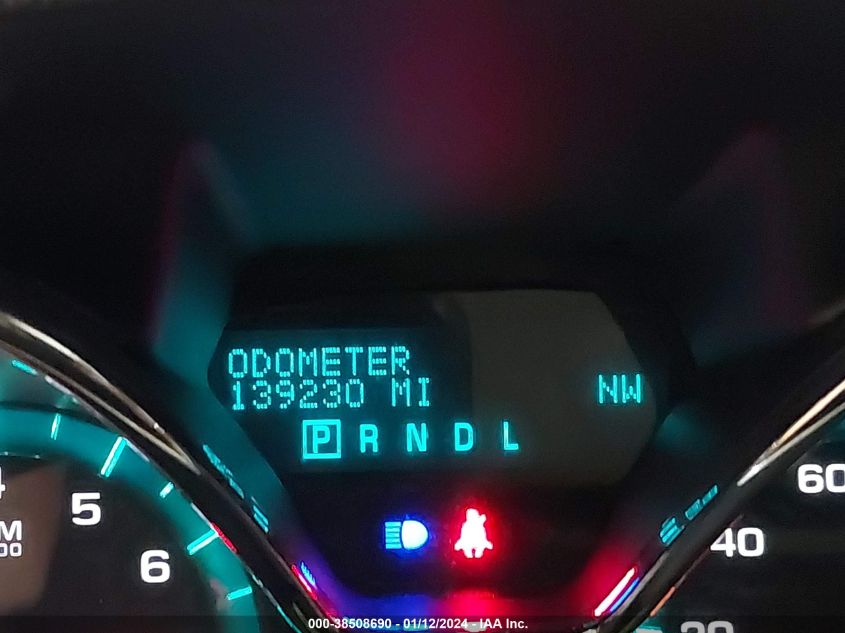 ODOMETER
139230 MI
NW
P R N D L
5
6
60
40
000-38508690 - 01/12/2024 - IAA Inc.